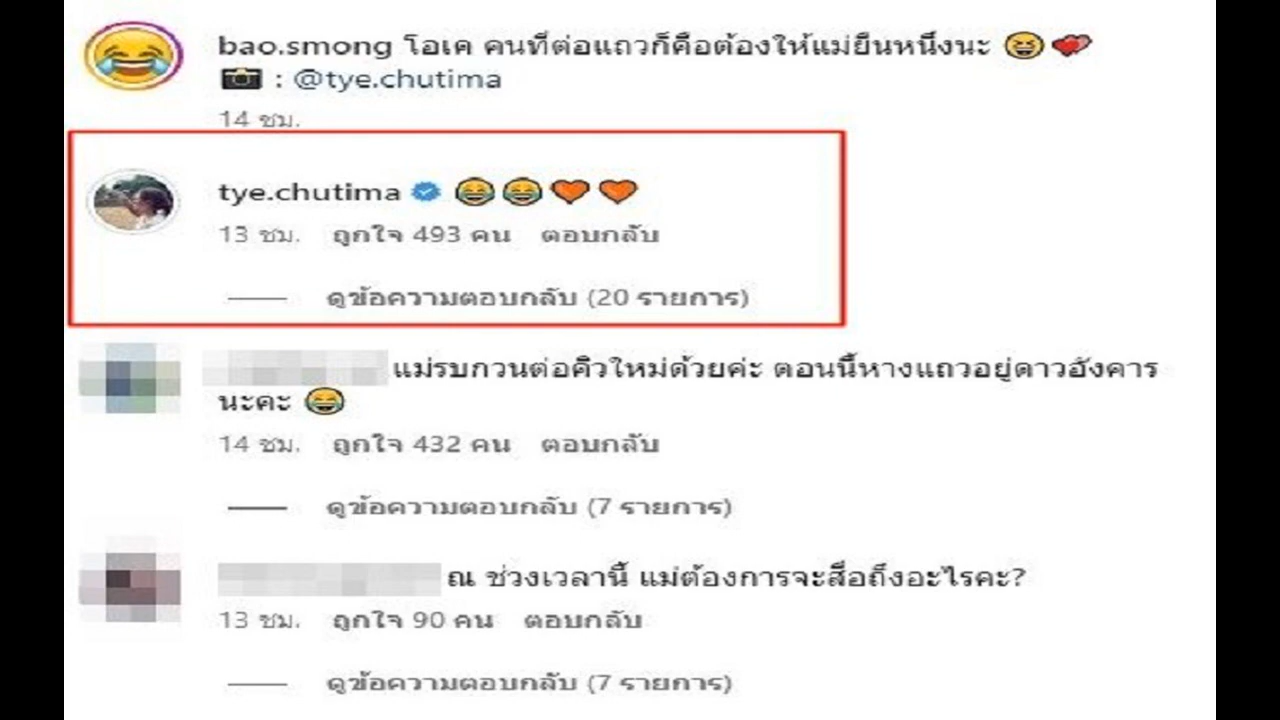 bao.smong โอเค คนที่ต่อแถวก็คือต้องให้แม่ยืนหนึ่งนะ 😆 💞
📷 : @tye.chutima
14 ชม.
tye.chutima 😂 😂 🧡 🧡
13 ชม. ถูกใจ 493 คน ตอบกลับ
ดูข้อความตอบกลับ (20 รายการ)
แม่รบกวนต่อคิวใหม่ด้วยค่ะ ตอนนี้หางแถวอยู่ดาวอังคาร
นะคะ 😂
14 ชม. ถูกใจ 432 คน ตอบกลับ
ดูข้อความตอบกลับ (7 รายการ)
ณ ช่วงเวลานี้ แม่ต้องการจะสื่อถึงอะไรคะ?
13 ชม. ถูกใจ 90 คน ตอบกลับ
ดูข้อความตอบกลับ (7 รายการ)